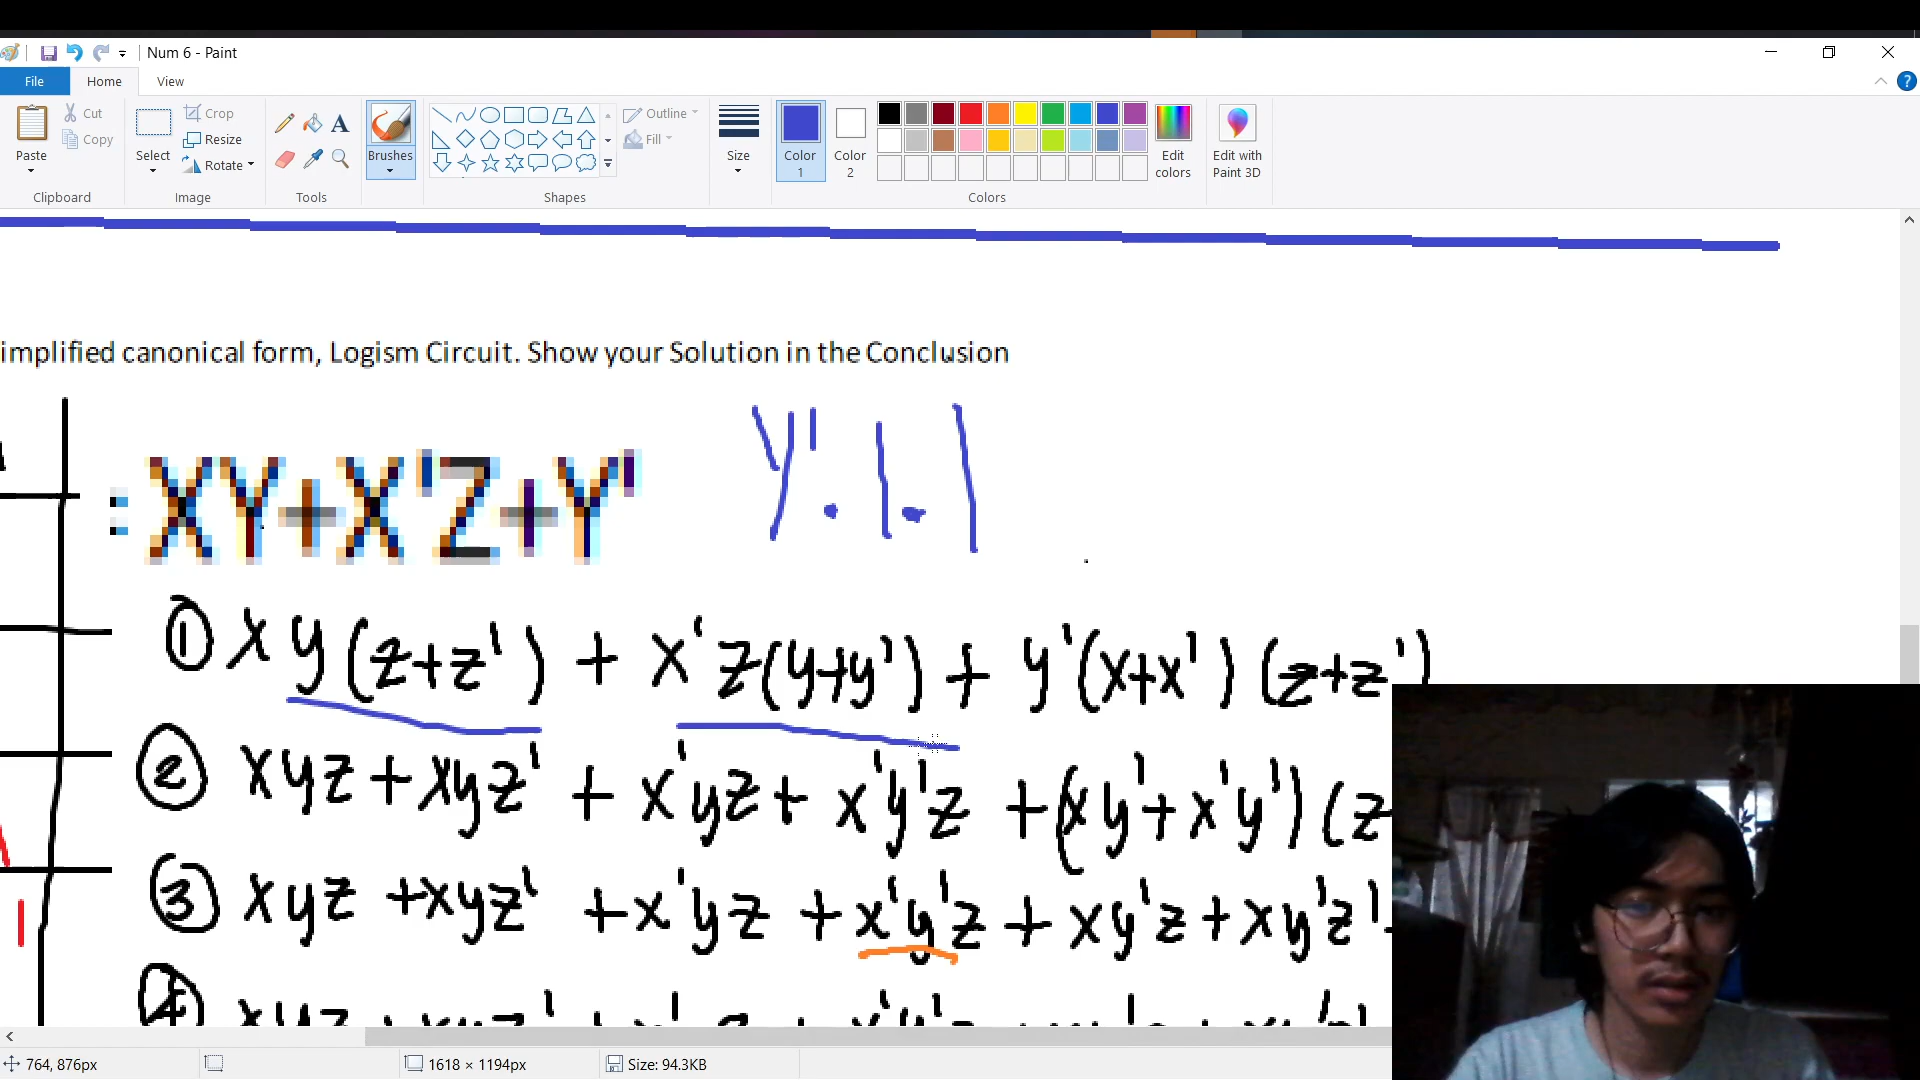 Num 6 - Paint
File Home View
Paste Cut Copy Clipboard
Select Crop Resize Rotate Image
A Tools
Brushes
Shapes
Outline Fill
Size
Color 1 Color 2
Edit colors
Colors
Edit with Paint 3D
?
implified canonical form, Logism Circuit. Show your Solution in the Conclusion
Y'.1.1
: XY+X'Z+Y'
① xy(z+z') + x'z(y+y') + y'(x+x')(z+z')
② xyz+xyz' + x'yz + x'y'z +(xy'+x'y')(z
③ xyz +xyz' +x'yz +x'y'z + xy'z+xy'z'
④
764, 876px 1618 × 1194px Size: 94.3KB